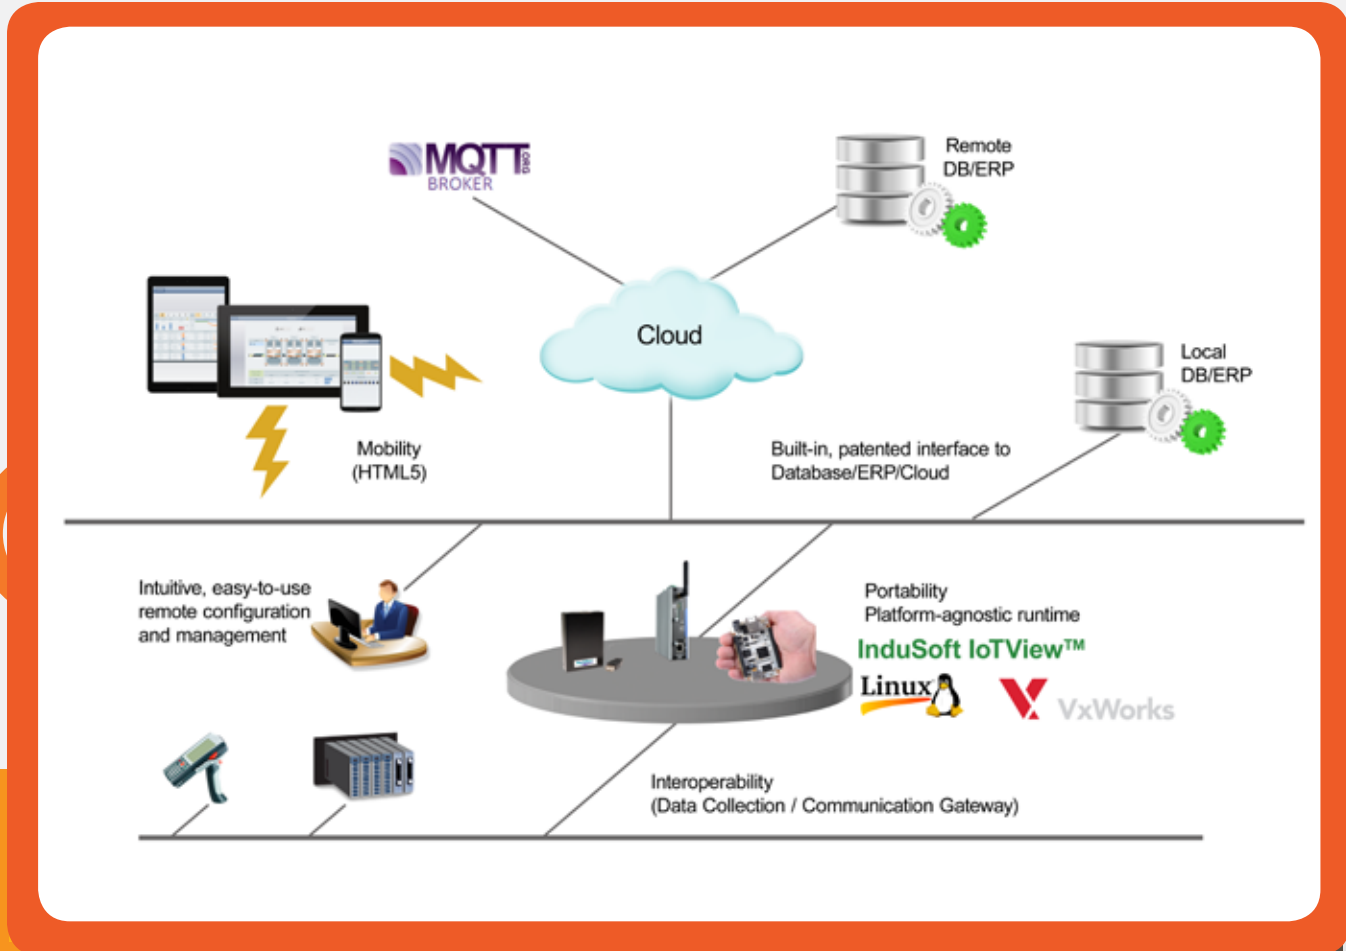 MQTT.ORG
BROKER
Remote
DB/ERP
Cloud
Local
DB/ERP
Mobility
(HTML5)
Built-in, patented interface to
Database/ERP/Cloud
Intuitive, easy-to-use
remote configuration
and management
Portability
Platform-agnostic runtime
InduSoft IoTView™
Linux
VxWorks
Interoperability
(Data Collection / Communication Gateway)